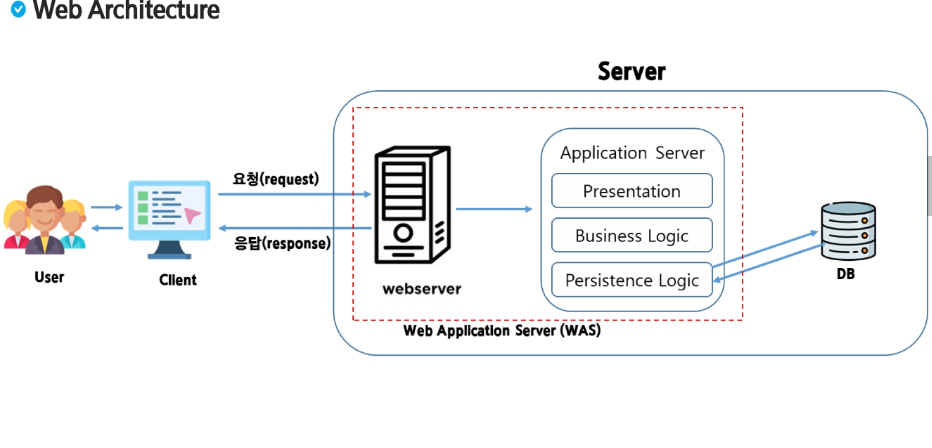 Web Architecture
Server
Application Server
Presentation
Business Logic
Persistence Logic
요청(request)
응답(response)
User
Client
webserver
DB
Web Application Server (WAS)